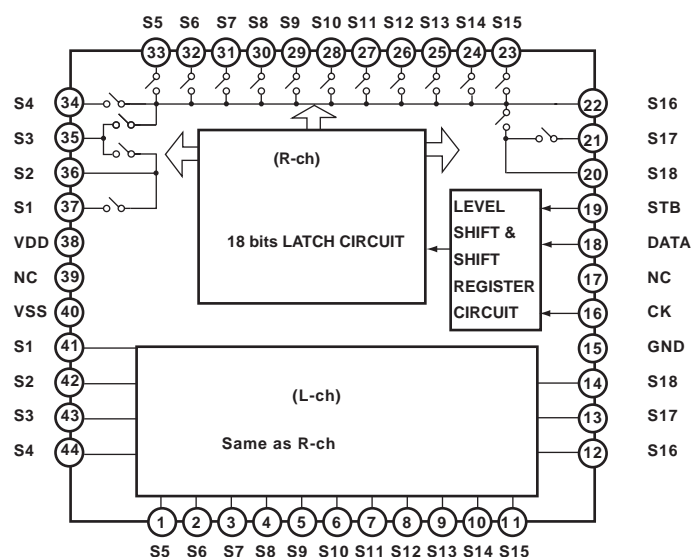 S5 S6 S7 S8 S9 S10 S11 S12 S13 S14 S15
33 32 31 30 29 28 27 26 25 24 23
S4 34 22 S16
S3 35 21 S17
(R-ch)
S2 36 20 S18
S1 37 19 STB
LEVEL
VDD 38 18 DATA
SHIFT &
18 bits LATCH CIRCUIT
SHIFT
NC 39 17 NC
REGISTER
VSS 40 16 CK
CIRCUIT
S1 41 15 GND
S2 42 14 S18
(L-ch)
S3 43 13 S17
Same as R-ch
S4 44 12 S16
1 2 3 4 5 6 7 8 9 10 11
S5 S6 S7 S8 S9 S10 S11 S12 S13 S14 S15